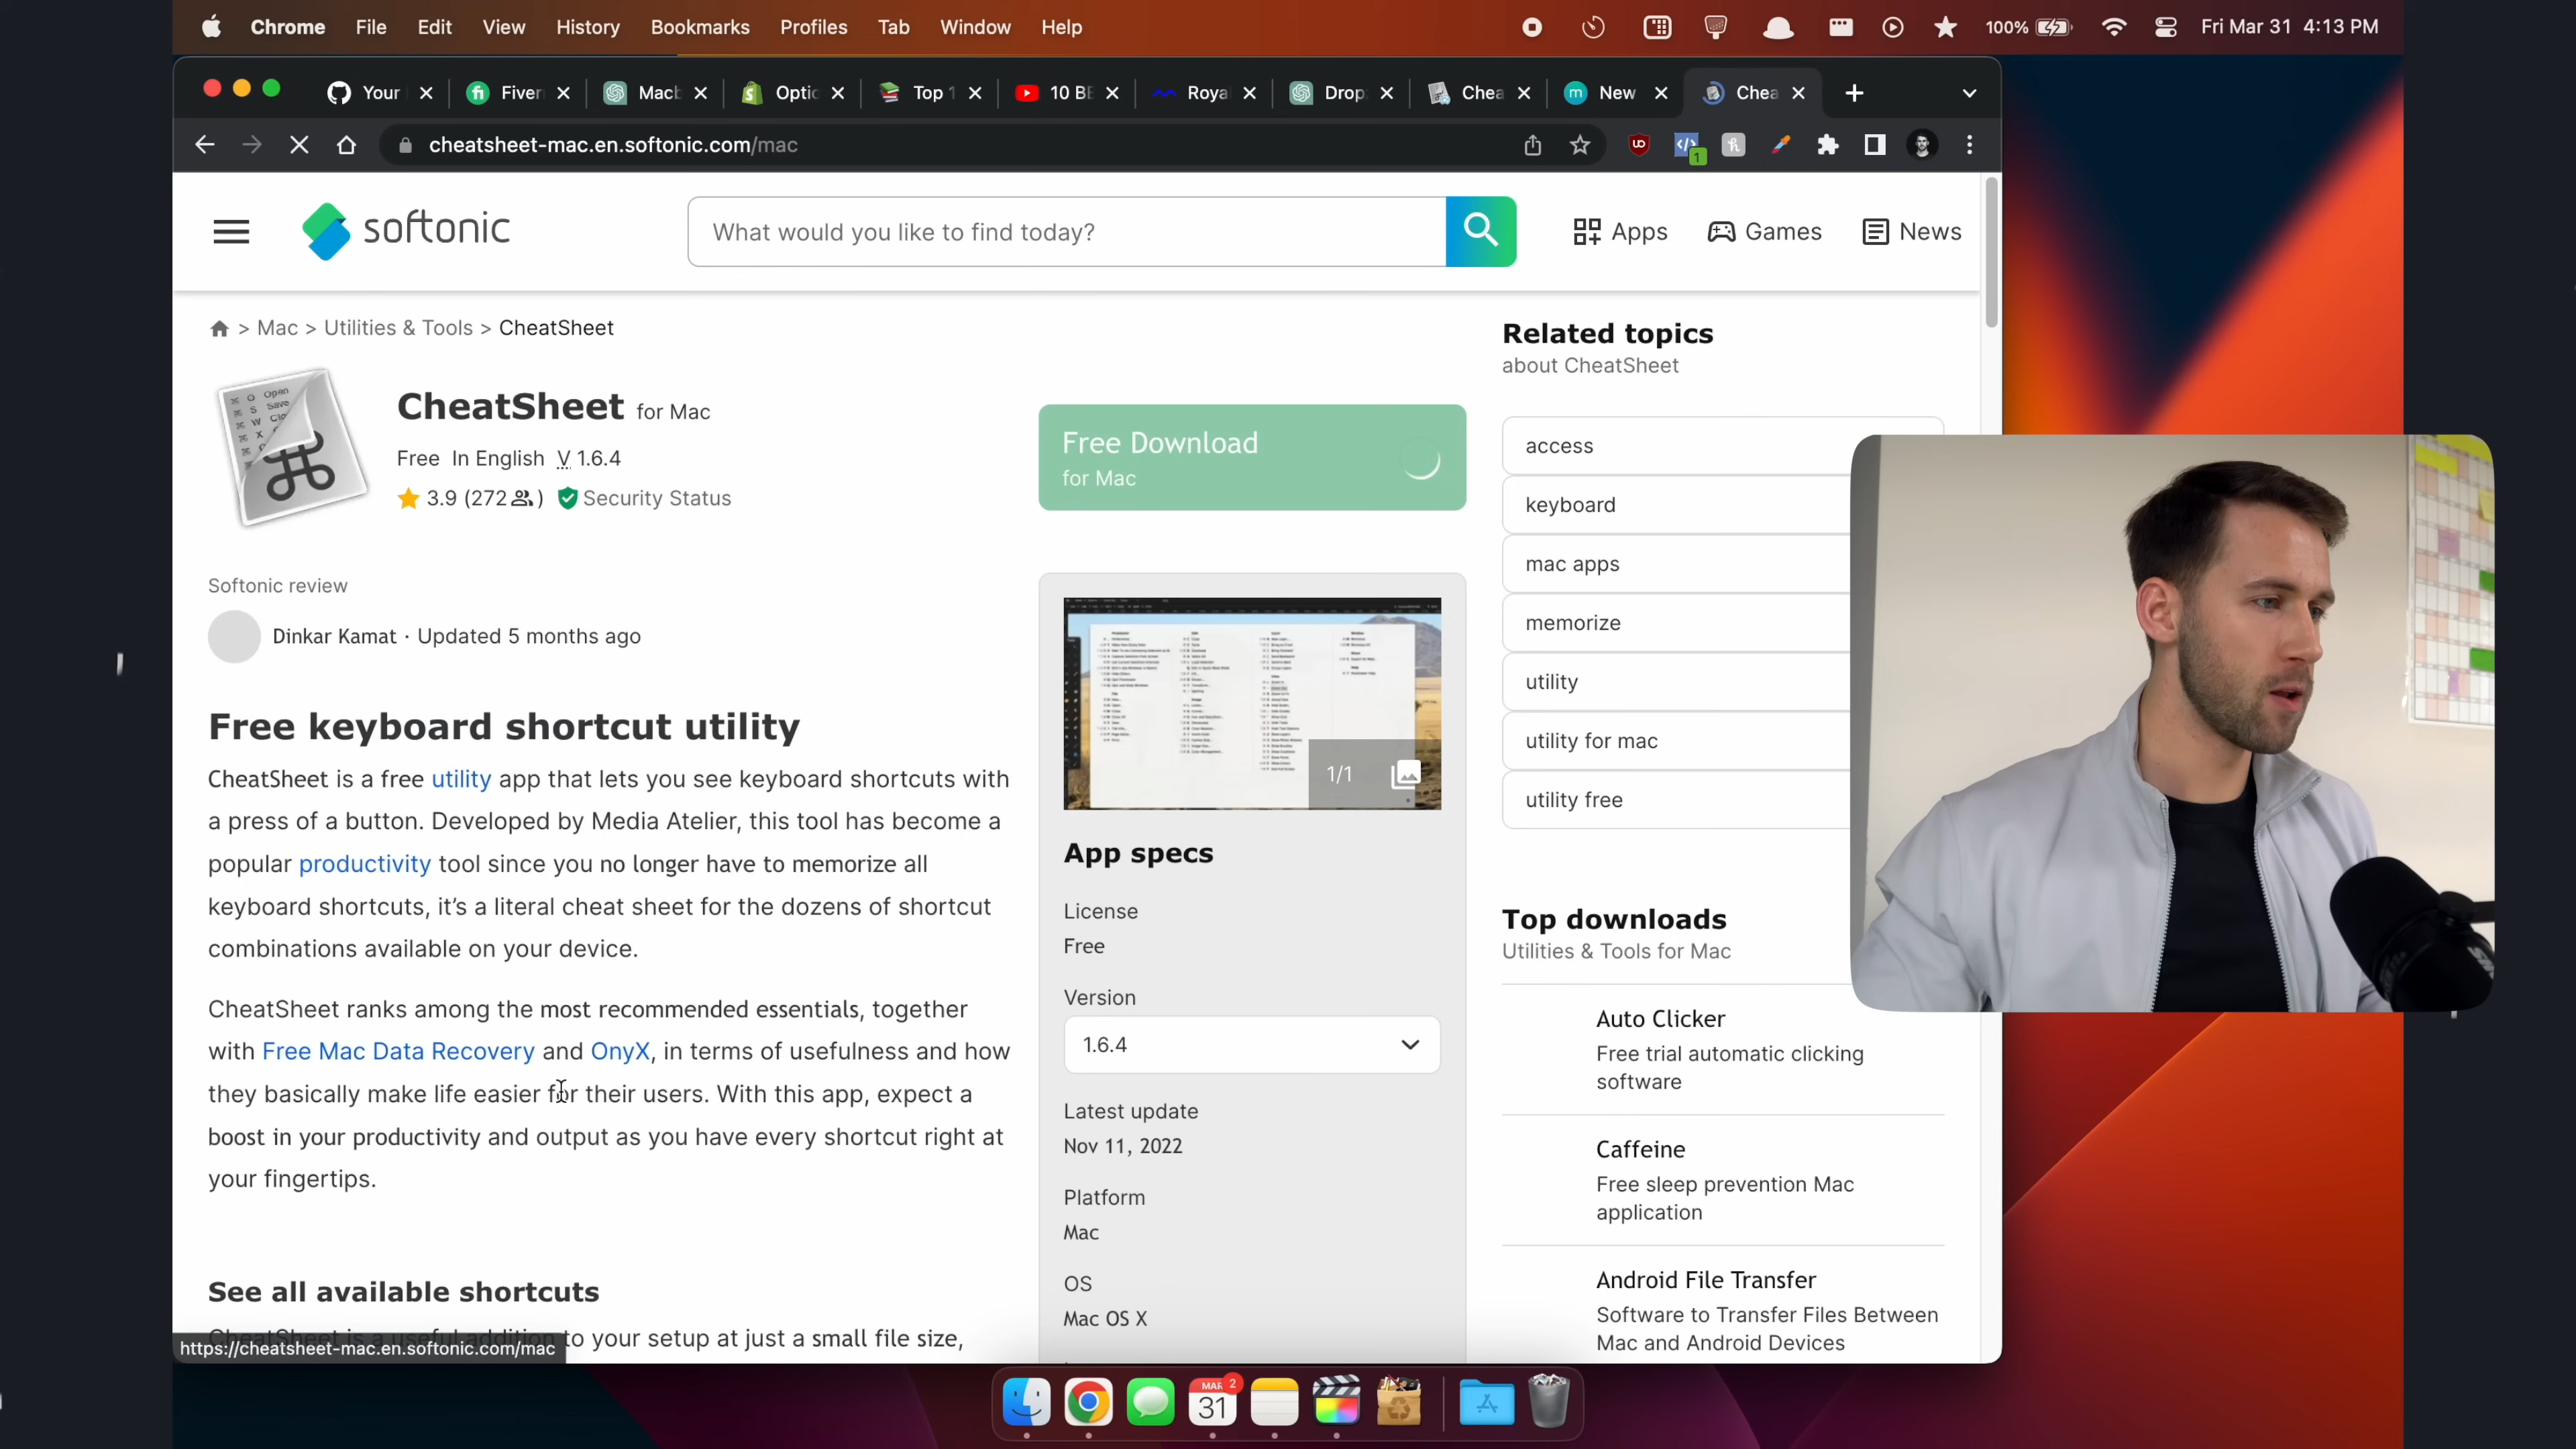 Chrome File Edit View History Bookmarks Profiles Tab Window Help
100% Fri Mar 31 4:13 PM
Your Fiver Macb Optic Top 1 10 BE Roya Drop Chea New Chea
cheatsheet-mac.en.softonic.com/mac
1
softonic
What would you like to find today?
Apps Games News
> Mac > Utilities & Tools > CheatSheet
Open
Save
CheatSheet for Mac
Free In English V 1.6.4
3.9 (272) Security Status
Free Download
for Mac
Softonic review
Dinkar Kamat · Updated 5 months ago
Free keyboard shortcut utility
CheatSheet is a free utility app that lets you see keyboard shortcuts with
a press of a button. Developed by Media Atelier, this tool has become a
popular productivity tool since you no longer have to memorize all
keyboard shortcuts, it's a literal cheat sheet for the dozens of shortcut
combinations available on your device.
CheatSheet ranks among the most recommended essentials, together
with Free Mac Data Recovery and OnyX, in terms of usefulness and how
they basically make life easier for their users. With this app, expect a
boost in your productivity and output as you have every shortcut right at
your fingertips.
See all available shortcuts
CheatSheet is a useful addition to your setup at just a small file size,
https://cheatsheet-mac.en.softonic.com/mac
1/1
App specs
License
Free
Version
1.6.4
Latest update
Nov 11, 2022
Platform
Mac
OS
Mac OS X
Related topics
about CheatSheet
access
keyboard
mac apps
memorize
utility
utility for mac
utility free
Top downloads
Utilities & Tools for Mac
Auto Clicker
Free trial automatic clicking
software
Caffeine
Free sleep prevention Mac
application
Android File Transfer
Software to Transfer Files Between
Mac and Android Devices
MAR 2
31